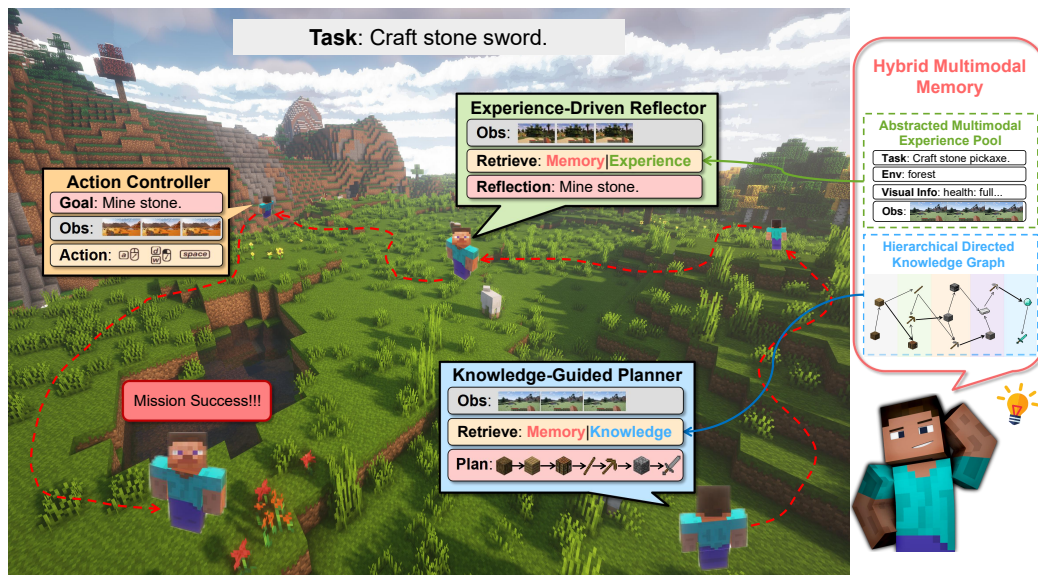 Task: Craft stone sword.
Experience-Driven Reflector
Obs:
Retrieve: Memory|Experience
Reflection: Mine stone.
Action Controller
Goal: Mine stone.
Obs:
Action: a d w space
Mission Success!!!
Knowledge-Guided Planner
Obs:
Retrieve: Memory|Knowledge
Plan:
Hybrid Multimodal
Memory
Abstracted Multimodal
Experience Pool
Task: Craft stone pickaxe.
Env: forest
Visual Info: health: full...
Obs:
Hierarchical Directed
Knowledge Graph